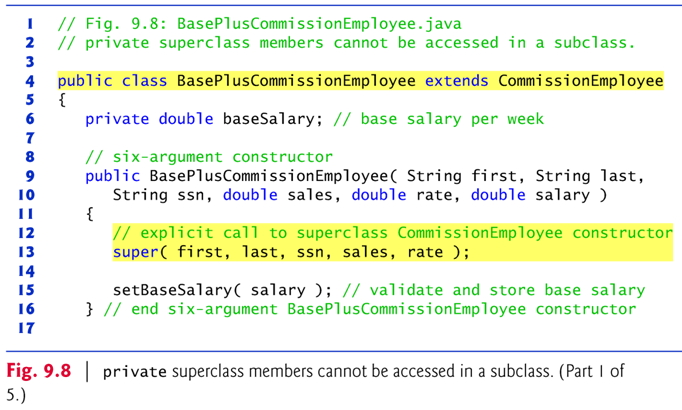 1 // Fig. 9.8: BasePlusCommissionEmployee.java
2 // private superclass members cannot be accessed in a subclass.
3
4 public class BasePlusCommissionEmployee extends CommissionEmployee
5 {
6 private double baseSalary; // base salary per week
7
8 // six-argument constructor
9 public BasePlusCommissionEmployee( String first, String last,
10 String ssn, double sales, double rate, double salary )
11 {
12 // explicit call to superclass CommissionEmployee constructor
13 super( first, last, ssn, sales, rate );
14
15 setBaseSalary( salary ); // validate and store base salary
16 } // end six-argument BasePlusCommissionEmployee constructor
17
Fig. 9.8 | private superclass members cannot be accessed in a subclass. (Part 1 of
5.)